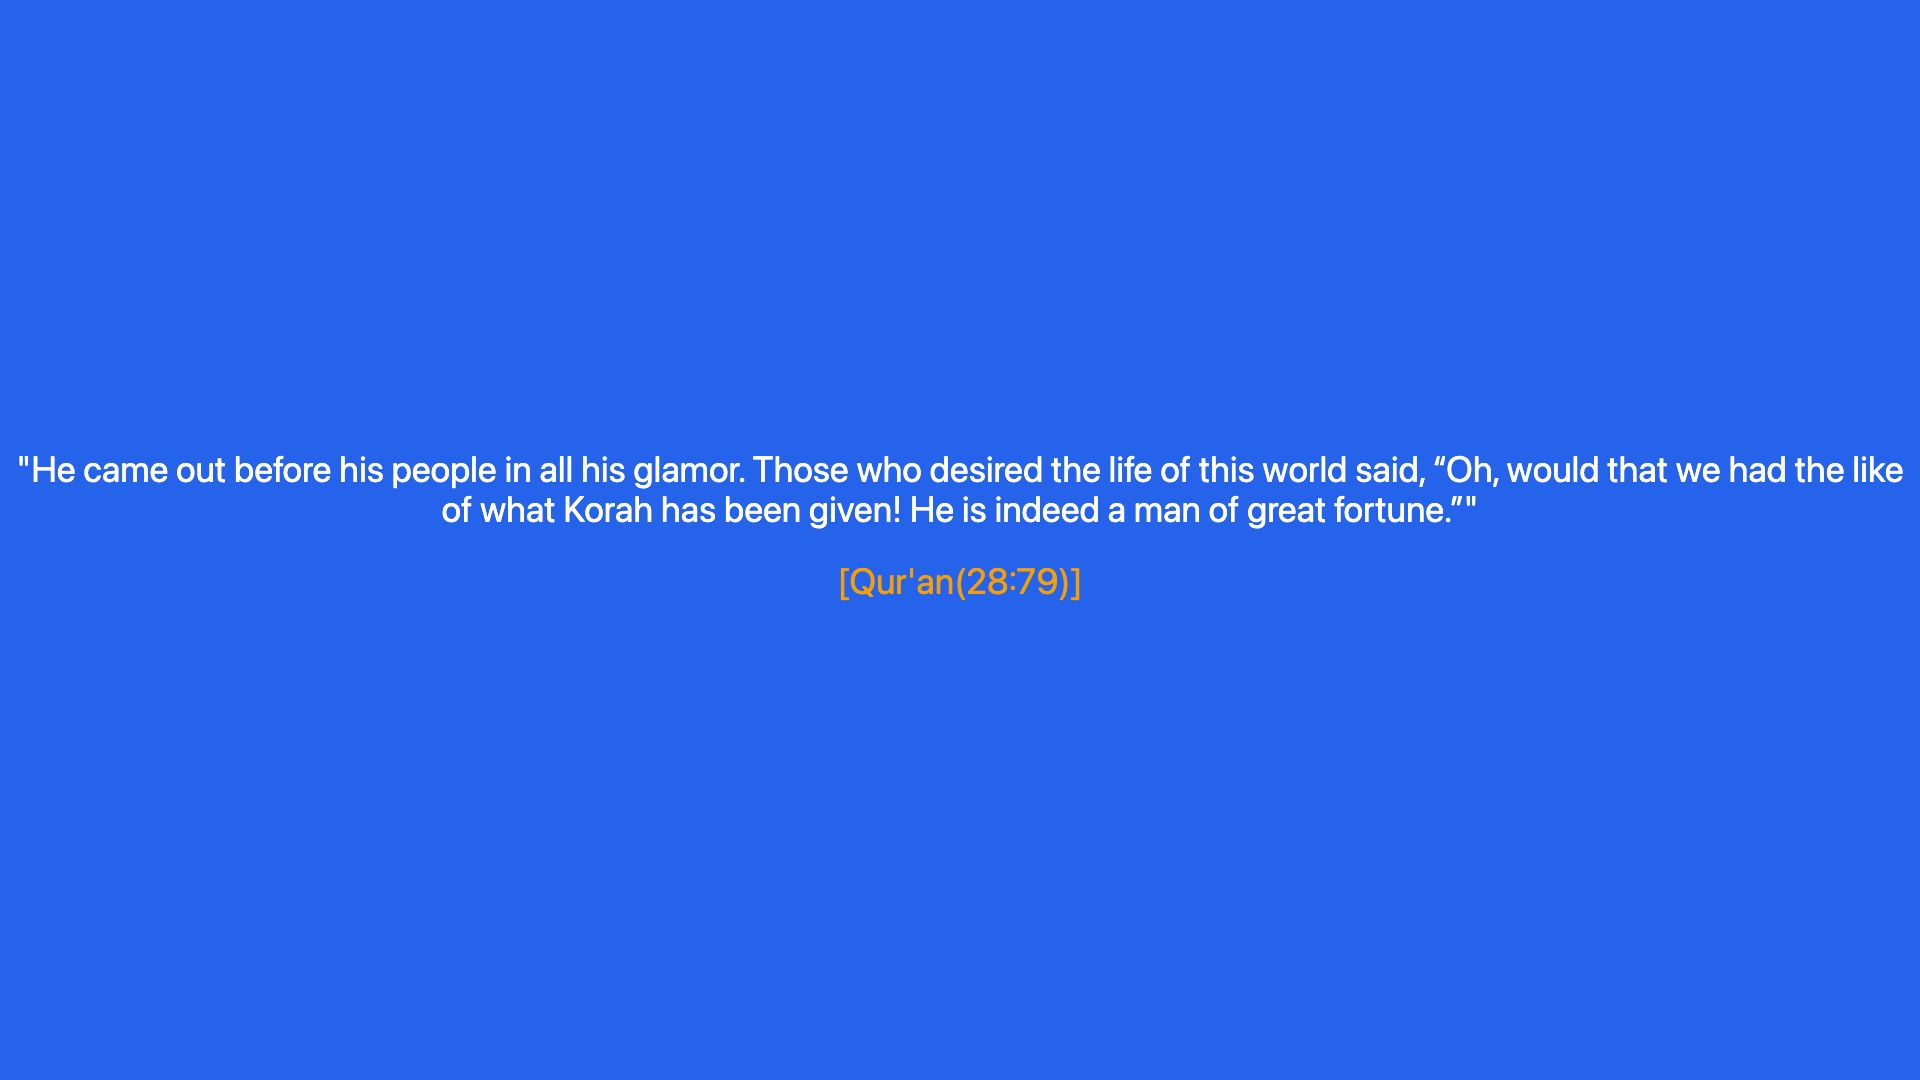 "He came out before his people in all his glamor. Those who desired the life of this world said, “Oh, would that we had the like
of what Korah has been given! He is indeed a man of great fortune.”"
[Qur'an(28:79)]